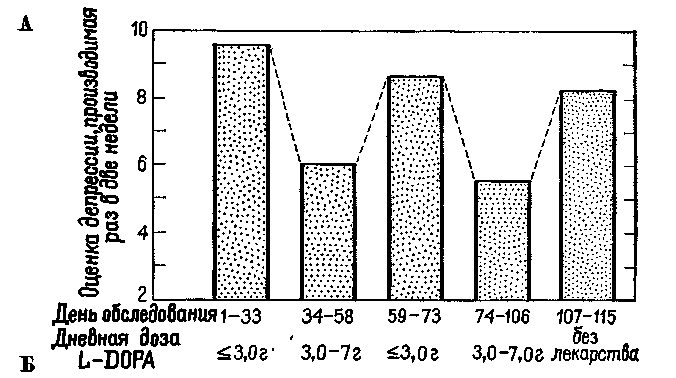 А
Оценка депрессии, производимая
раз в две недели
10
8
6
4
2
День обследования 1–33 34–58 59–73 74–106 107–115
Дневная доза без
Б L-DOPA ≤3,0г 3,0–7г ≤3,0г 3,0–7,0г лекарства